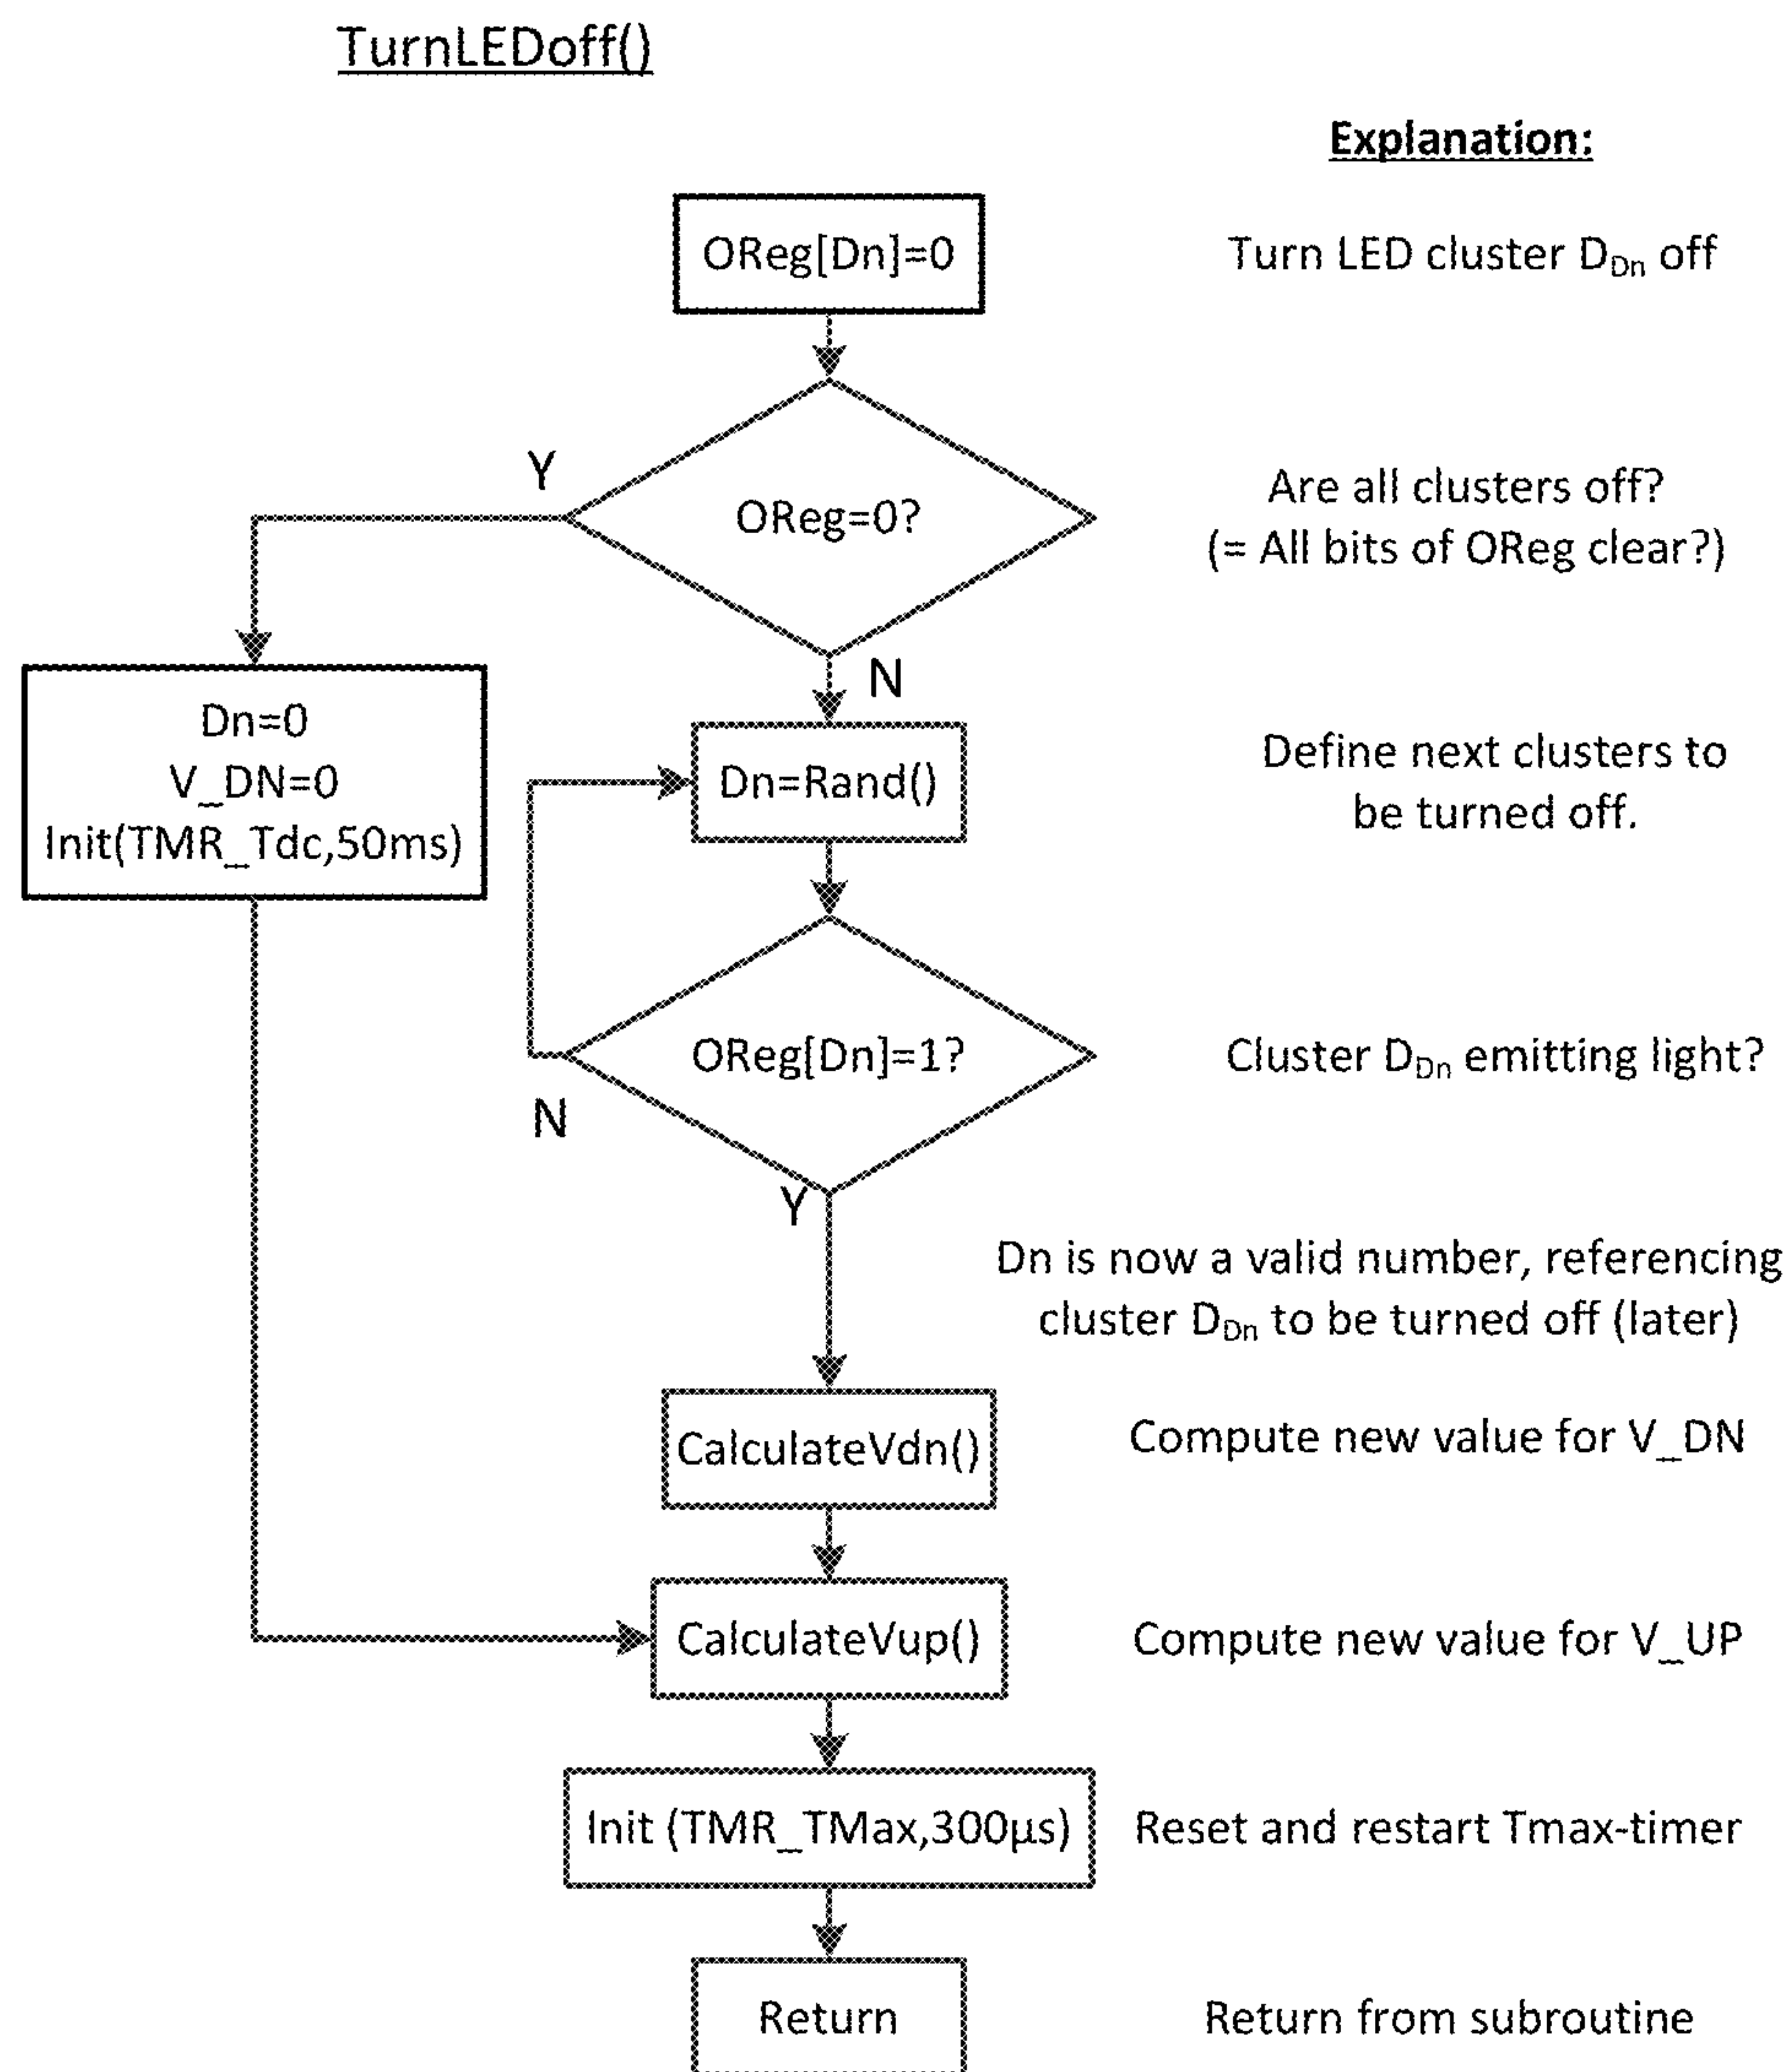 TurnLEDoff()
Explanation:
OReg[Dn]=0
Turn LED cluster D_Dn off
Y
OReg=0?
Are all clusters off?
(= All bits of OReg clear?)
N
Dn=0
V_DN=0
Init(TMR_Tdc,50ms)
Dn=Rand()
Define next clusters to
be turned off.
OReg[Dn]=1?
Cluster D_Dn emitting light?
N
Y
Dn is now a valid number, referencing
cluster D_Dn to be turned off (later)
CalculateVdn()
Compute new value for V_DN
CalculateVup()
Compute new value for V_UP
Init (TMR_TMax,300µs)
Reset and restart Tmax-timer
Return
Return from subroutine